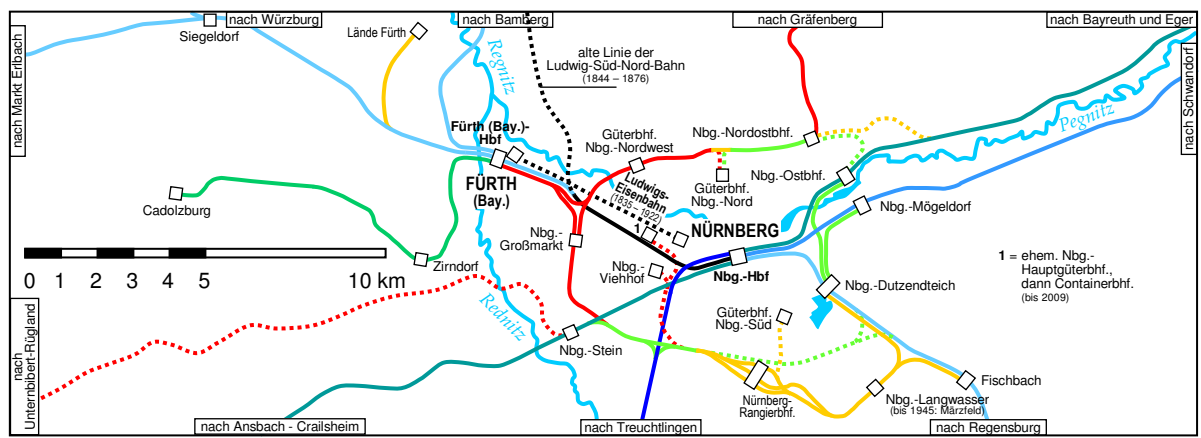 nach Würzburg
nach Bamberg
nach Gräfenberg
nach Bayreuth und Eger
nach Markt Erlbach
nach Schwandorf
Siegelsdorf
Lände Fürth
Regnitz
alte Linie der
Ludwig-Süd-Nord-Bahn
(1844 – 1876)
Pegnitz
Fürth (Bay.)-
Hbf
Güterbhf.
Nbg.-Nordwest
Nbg.-Nordostbhf.
FÜRTH
(Bay.)
Ludwigs-
Eisenbahn
(1835 – 1922)
Güterbhf.
Nbg.-Nord
Nbg.-Ostbhf.
Cadolzburg
Nbg.-Mögeldorf
1
NÜRNBERG
Nbg.-
Großmarkt
Zirndorf
Nbg.-
Viehhof
Nbg.-Hbf
0 1 2 3 4 5 10 km
1 = ehem. Nbg.-
Hauptgüterbhf.,
dann Containerbhf.
(bis 2009)
Nbg.-Dutzendteich
Rednitz
Güterbhf.
Nbg.-Süd
Nbg.-Stein
nach
Unternbibert-Rügland
Nürnberg-
Rangierbhf.
Fischbach
Nbg.-Langwasser
(bis 1945: Märzfeld)
nach Ansbach - Crailsheim
nach Treuchtlingen
nach Regensburg